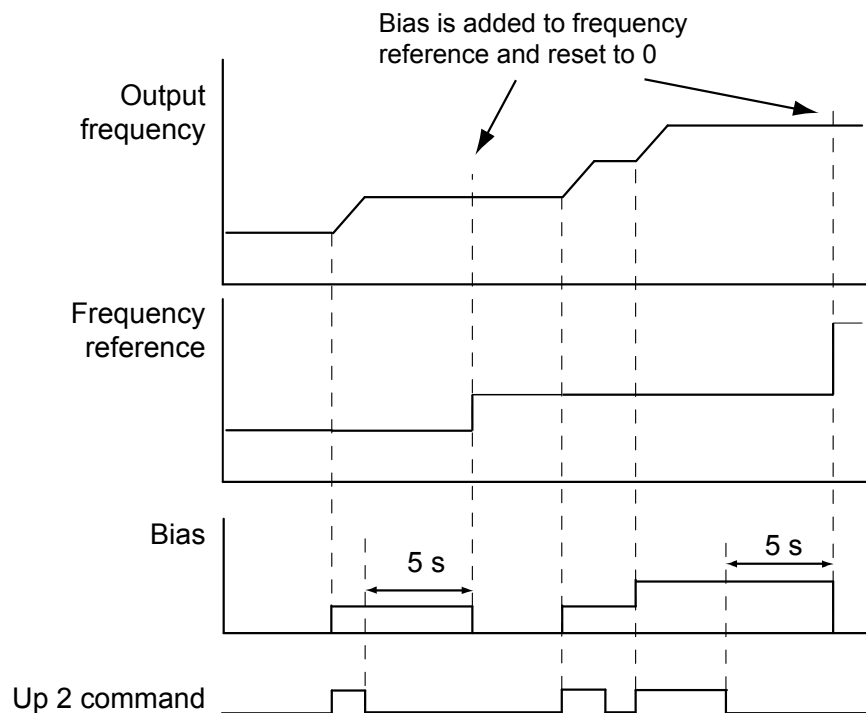 Bias is added to frequency
reference and reset to 0
Output
frequency
Frequency
reference
Bias
5 s
5 s
Up 2 command